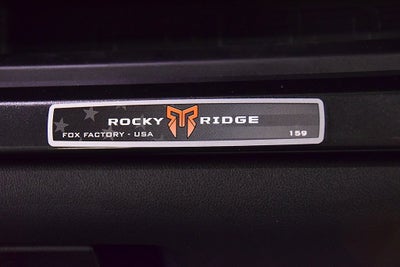 ROCKY RIDGE
FOX FACTORY - USA 159